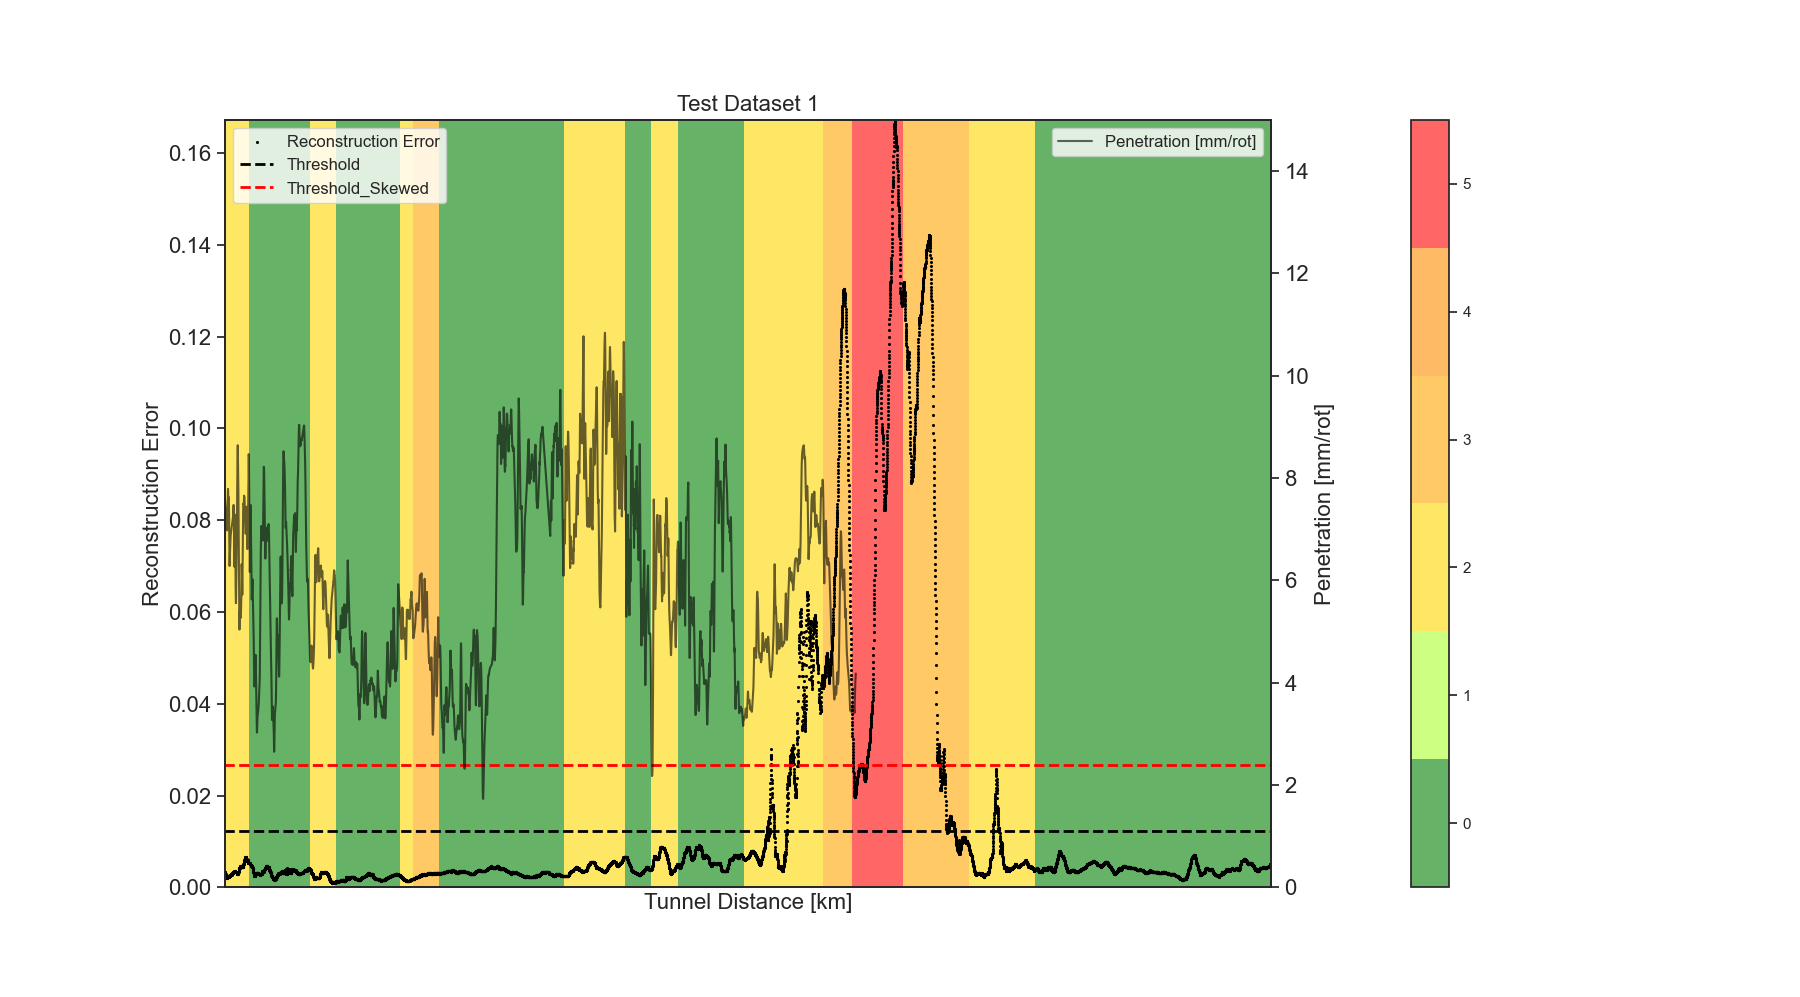 Test Dataset 1
Reconstruction Error
Threshold
Threshold_Skewed
Penetration [mm/rot]
0.16
0.14
0.12
0.10
0.08
0.06
0.04
0.02
0.00
Reconstruction Error
14
12
10
8
6
4
2
0
Penetration [mm/rot]
Tunnel Distance [km]
5
4
3
2
1
0